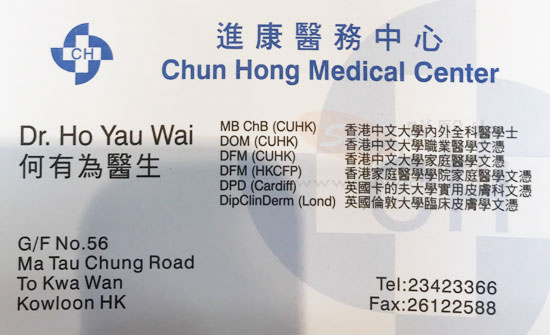 CH
進康醫務中心
Chun Hong Medical Center
Dr. Ho Yau Wai
何有為醫生
MB ChB (CUHK) 香港中文大學內外全科醫學士
DOM (CUHK) 香港中文大學職業醫學文憑
DFM (CUHK) 香港中文大學家庭醫學文憑
DFM (HKCFP) 香港家庭醫學學院家庭醫學文憑
DPD (Cardiff) 英國卡的夫大學實用皮膚科文憑
DipClinDerm (Lond) 英國倫敦大學臨床皮膚學文憑
G/F No.56
Ma Tau Chung Road
To Kwa Wan
Kowloon HK
Tel:23423366
Fax:26122588
CH